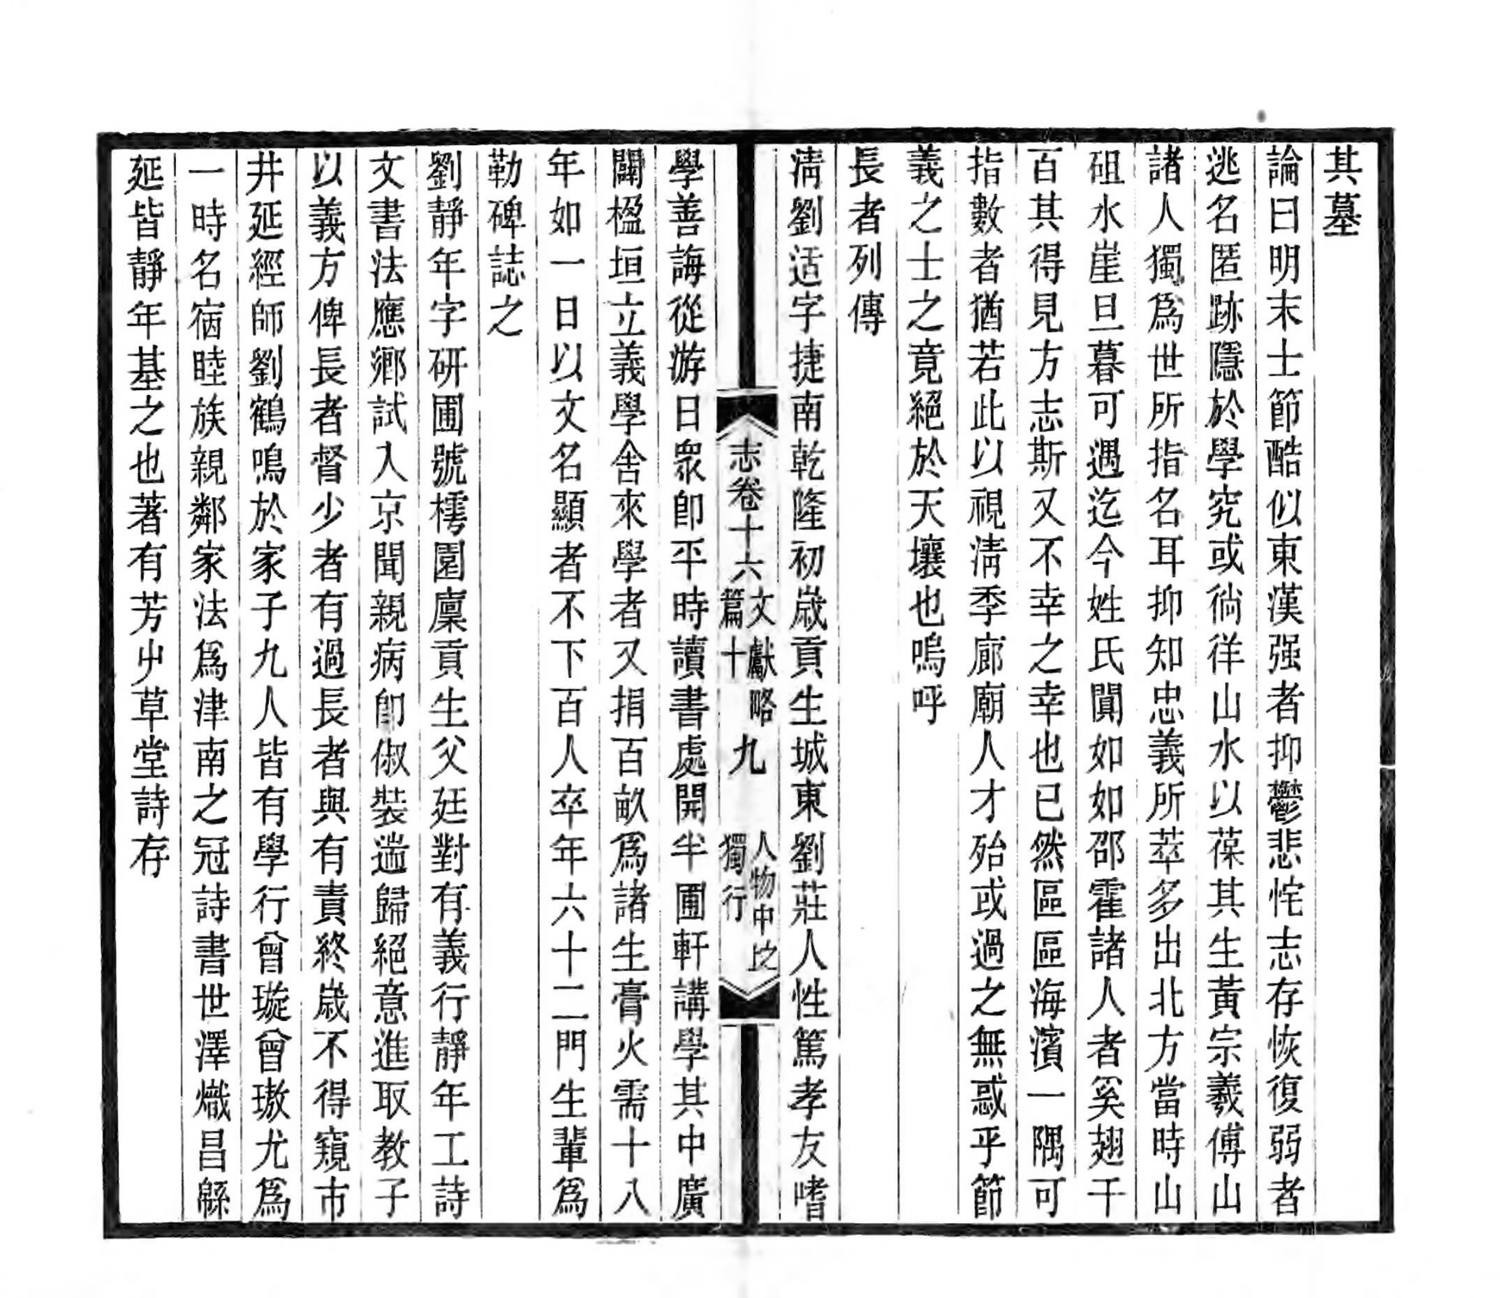 其墓
論曰明末士節酷似東漢强者抑鬱悲恠志存恢復弱者
逃名匿跡隱於學究或徜徉山水以葆其生黃宗羲傅山
諸人獨爲世所指名耳抑知忠義所萃多出北方當時山
砠水崖旦暮可遇迄今姓氏闃如如邵霍諸人者奚翅千
百其得見方志斯又不幸之幸也已然區區海濱一隅可
指數者猶若此以視淸季廊廟人才殆或過之無惑乎節
義之士之竟絕於天壤也嗚呼
長者列傳
淸劉适字捷南乾隆初歲貢生城東劉莊人性篤孝友嗜
志卷十六 文獻略 篇十 九 人物中之上 獨行
學善誨從游日衆卽平時讀書處開半圃軒講學其中廣
闢楹垣立義學舍來學者又捐百畝爲諸生膏火需十八
年如一日以文名顯者不下百人卒年六十二門生輩爲
勒碑誌之
劉靜年字硏圃號樗園廩貢生父廷對有義行靜年工詩
文書法應鄉試入京聞親病卽俶裝遄歸絕意進取教子
以義方俾長者督少者有過長者與有責終歲不得窺市
井延經師劉鶴鳴於家子九人皆有學行曾璇曾璈尤爲
一時名宿睦族親鄰家法爲津南之冠詩書世澤熾昌緜
延皆靜年基之也著有芳屮草堂詩存